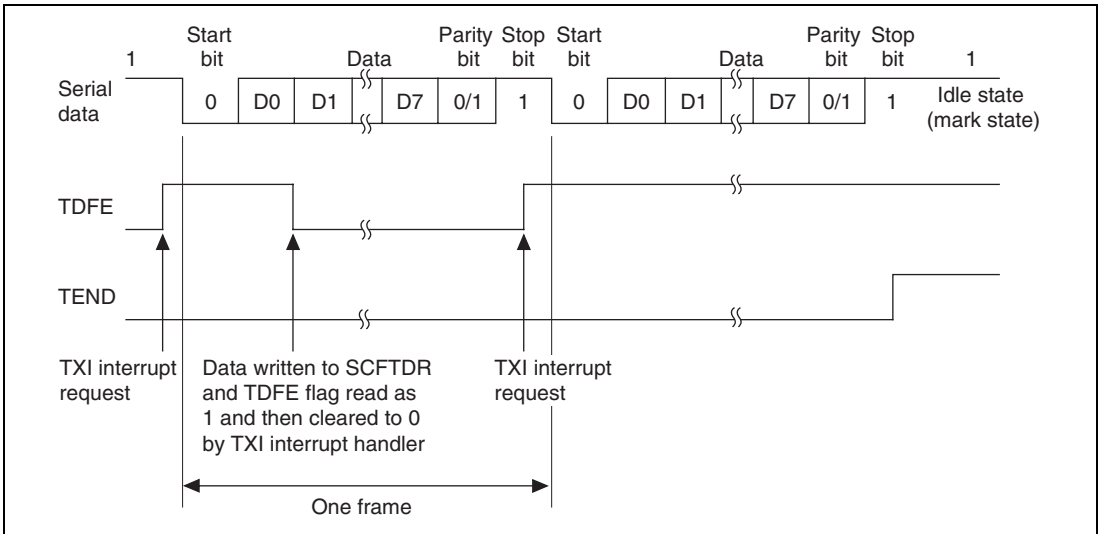 Start bit
Data
Parity bit
Stop bit
Start bit
Data
Parity bit
Stop bit
1
1
Serial data
0
D0
D1
D7
0/1
1
0
D0
D1
D7
0/1
1
Idle state
(mark state)
TDFE
TEND
TXI interrupt
request
Data written to SCFTDR
and TDFE flag read as
1 and then cleared to 0
by TXI interrupt handler
TXI interrupt
request
One frame